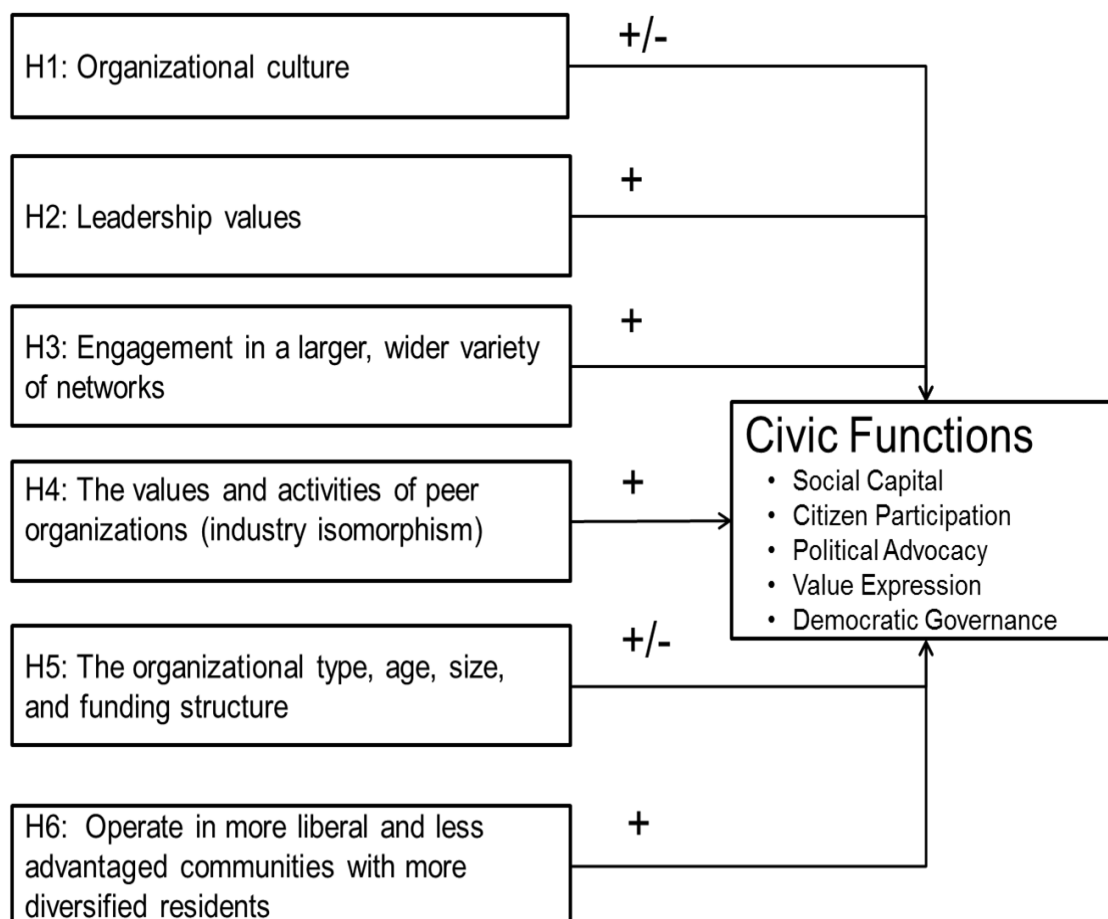 H1: Organizational culture
+/-
H2: Leadership values
+
H3: Engagement in a larger, wider variety
of networks
+
H4: The values and activities of peer
organizations (industry isomorphism)
+
H5: The organizational type, age, size,
and funding structure
+/-
H6: Operate in more liberal and less
advantaged communities with more
diversified residents
+
Civic Functions
• Social Capital
• Citizen Participation
• Political Advocacy
• Value Expression
• Democratic Governance